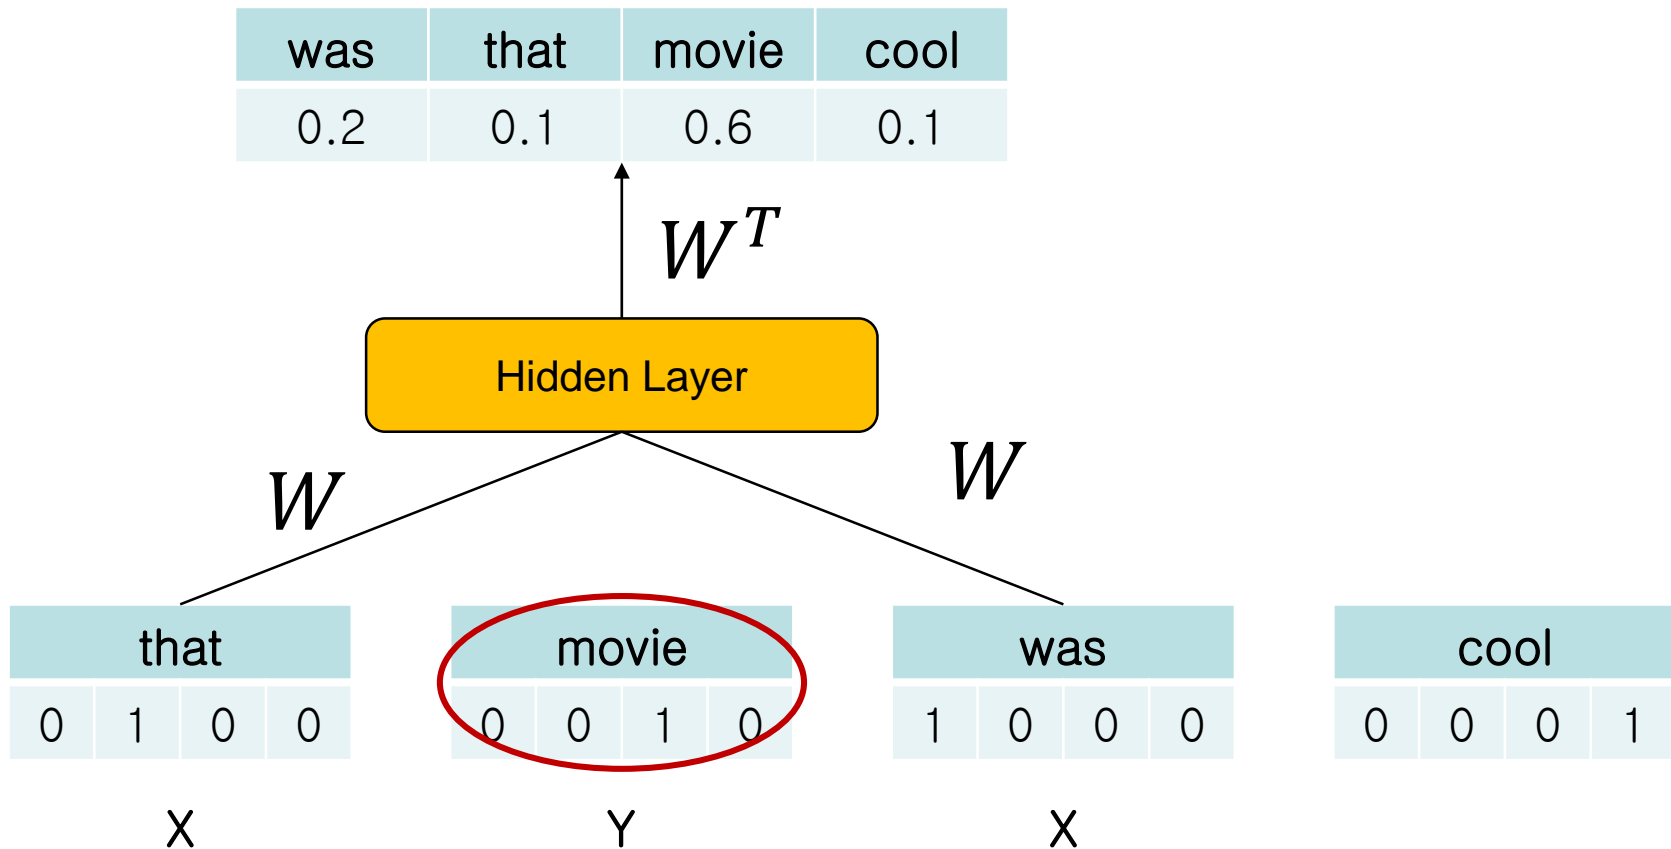 was that movie cool
0.2 0.1 0.6 0.1
W^T
Hidden Layer
W W
that movie was cool
0 1 0 0 0 0 1 0 1 0 0 0 0 0 0 1
X Y X